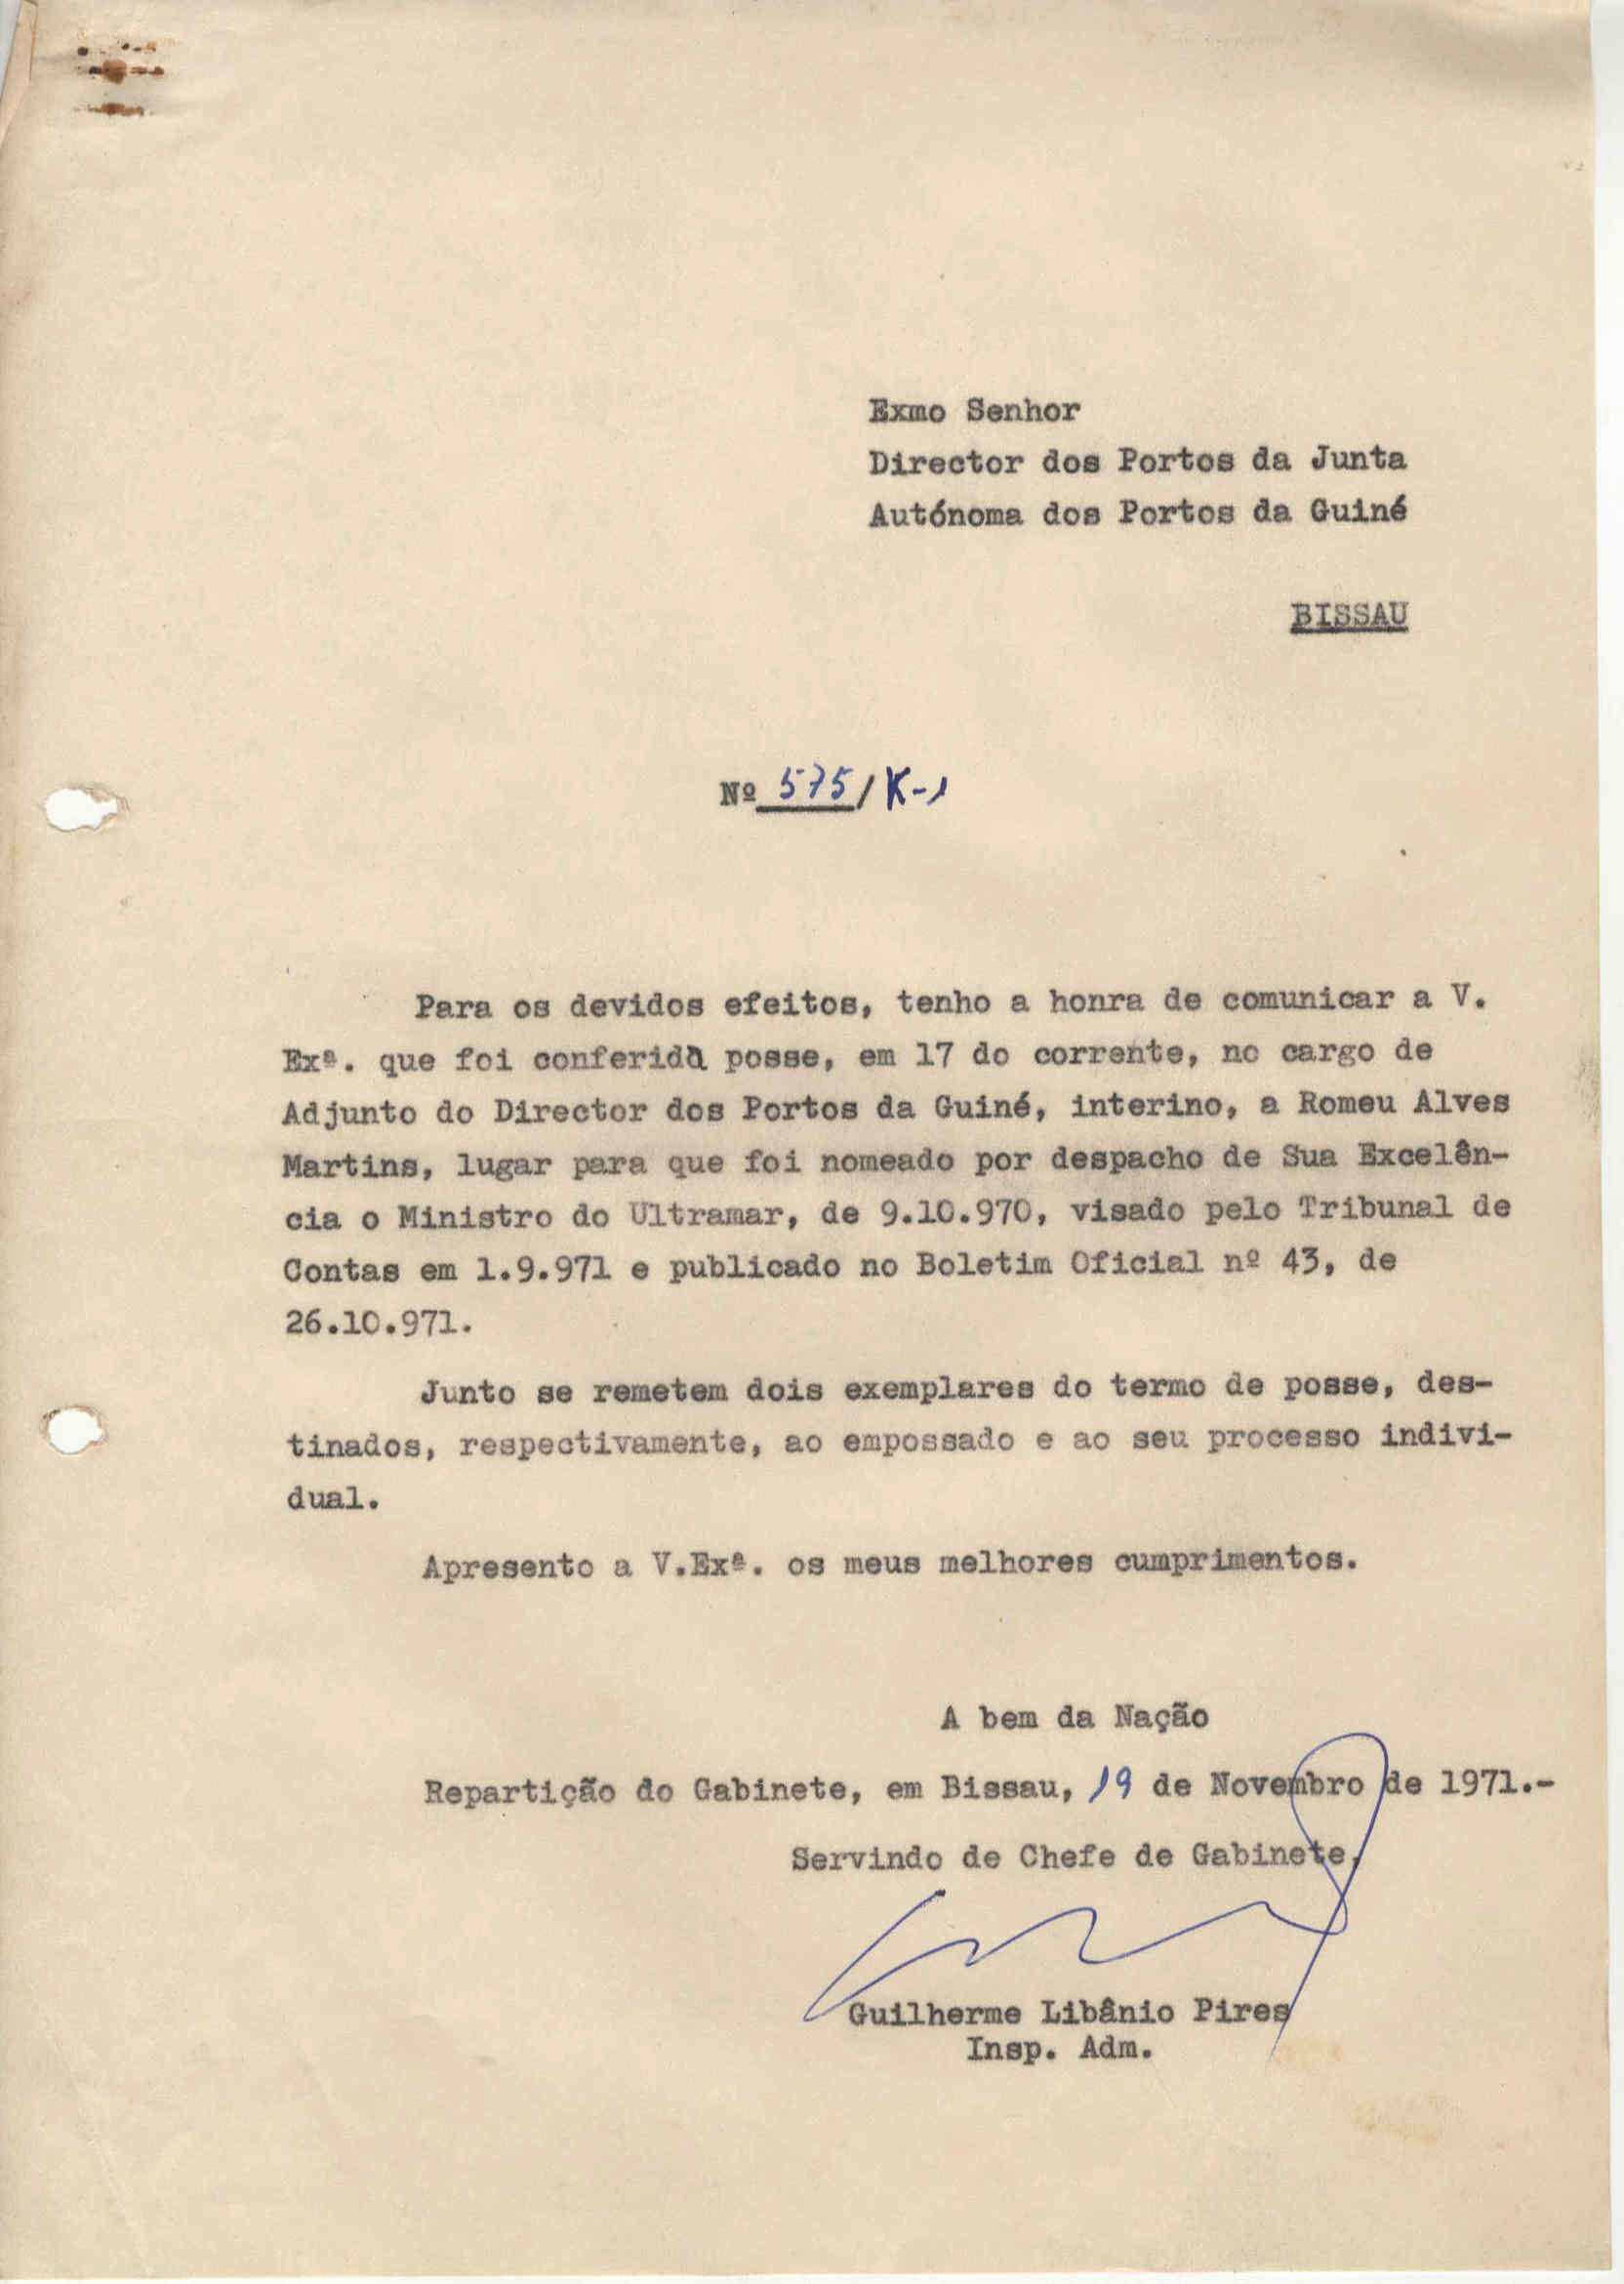 Exmo Senhor
Director dos Portos da Junta
Autónoma dos Portos da Guiné
BISSAU
Nº 575/K-1
Para os devidos efeitos, tenho a honra de comunicar a V.
Exª. que foi conferida posse, em 17 do corrente, no cargo de
Adjunto do Director dos Portos da Guiné, interino, a Romeu Alves
Martins, lugar para que foi nomeado por despacho de Sua Excelên-
cia o Ministro do Ultramar, de 9.10.970, visado pelo Tribunal de
Contas em 1.9.971 e publicado no Boletim Oficial nº 43, de
26.10.971.
Junto se remetem dois exemplares do termo de posse, des-
tinados, respectivamente, ao empossado e ao seu processo indivi-
dual.
Apresento a V.Exª. os meus melhores cumprimentos.
A bem da Nação
Repartição do Gabinete, em Bissau, 19 de Novembro de 1971.-
Servindo de Chefe de Gabinete,
Guilherme Libânio Pires
Insp. Adm.